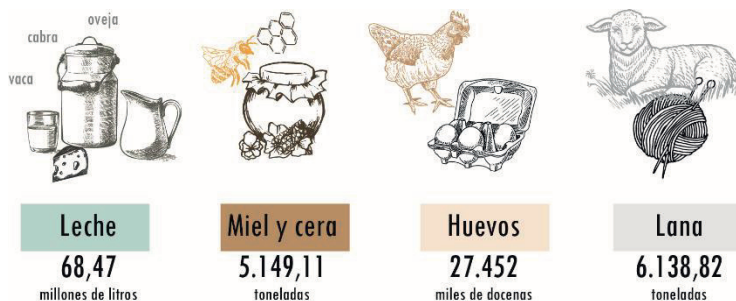 oveja
cabra
vaca
Leche
68,47
millones de litros
Miel y cera
5.149,11
toneladas
Huevos
27.452
miles de docenas
Lana
6.138,82
toneladas